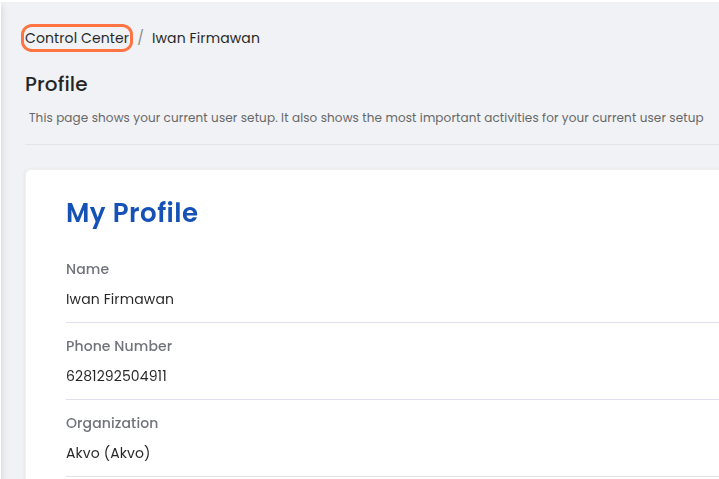 Control Center / Iwan Firmawan
Profile
This page shows your current user setup. It also shows the most important activities for your current user setup
My Profile
Name
Iwan Firmawan
Phone Number
6281292504911
Organization
Akvo (Akvo)